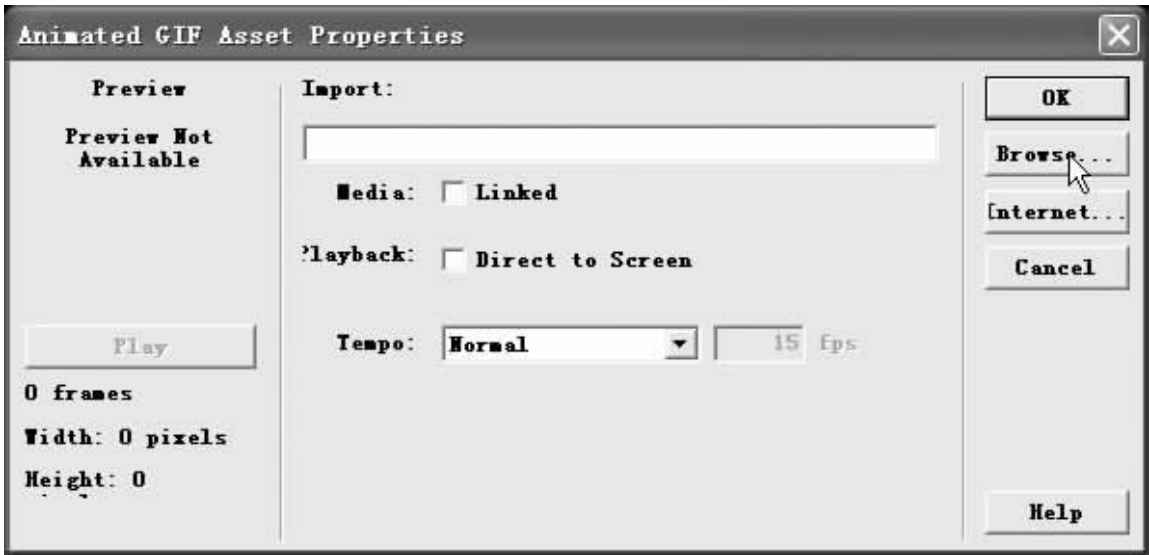 Animated GIF Asset Properties
Preview
Preview Not
Available
Play
0 frames
Width: 0 pixels
Height: 0
Import:
Media: Linked
Playback: Direct to Screen
Tempo: Normal 15 fps
OK
Browse...
Internet...
Cancel
Help